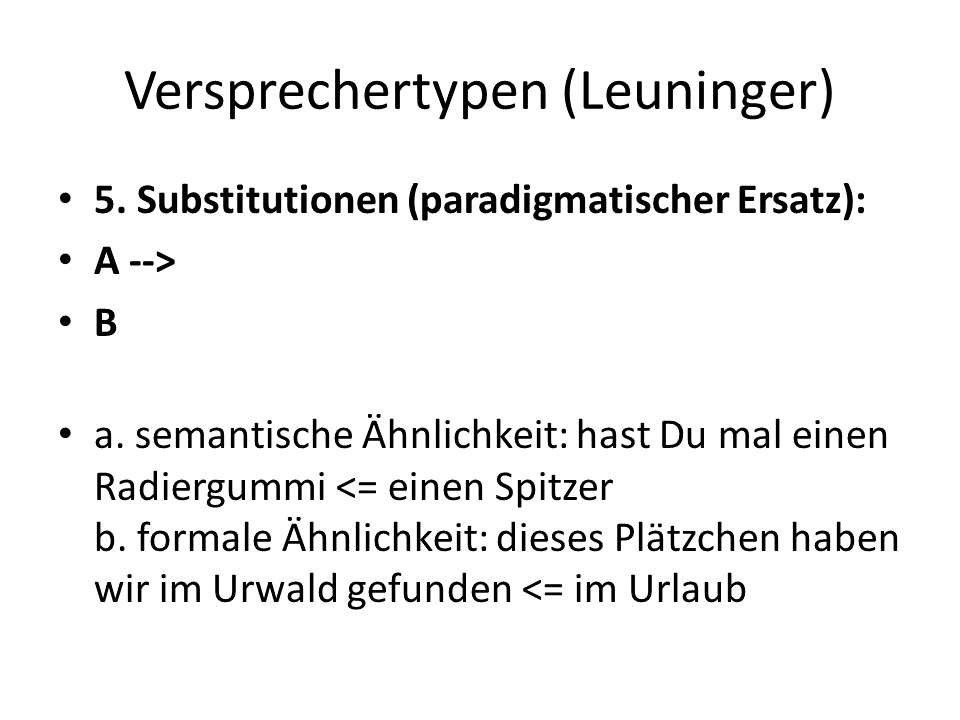 Versprechertypen (Leuninger)
• 5. Substitutionen (paradigmatischer Ersatz):
• A -->
• B
• a. semantische Ähnlichkeit: hast Du mal einen
Radiergummi <= einen Spitzer
b. formale Ähnlichkeit: dieses Plätzchen haben
wir im Urwald gefunden <= im Urlaub